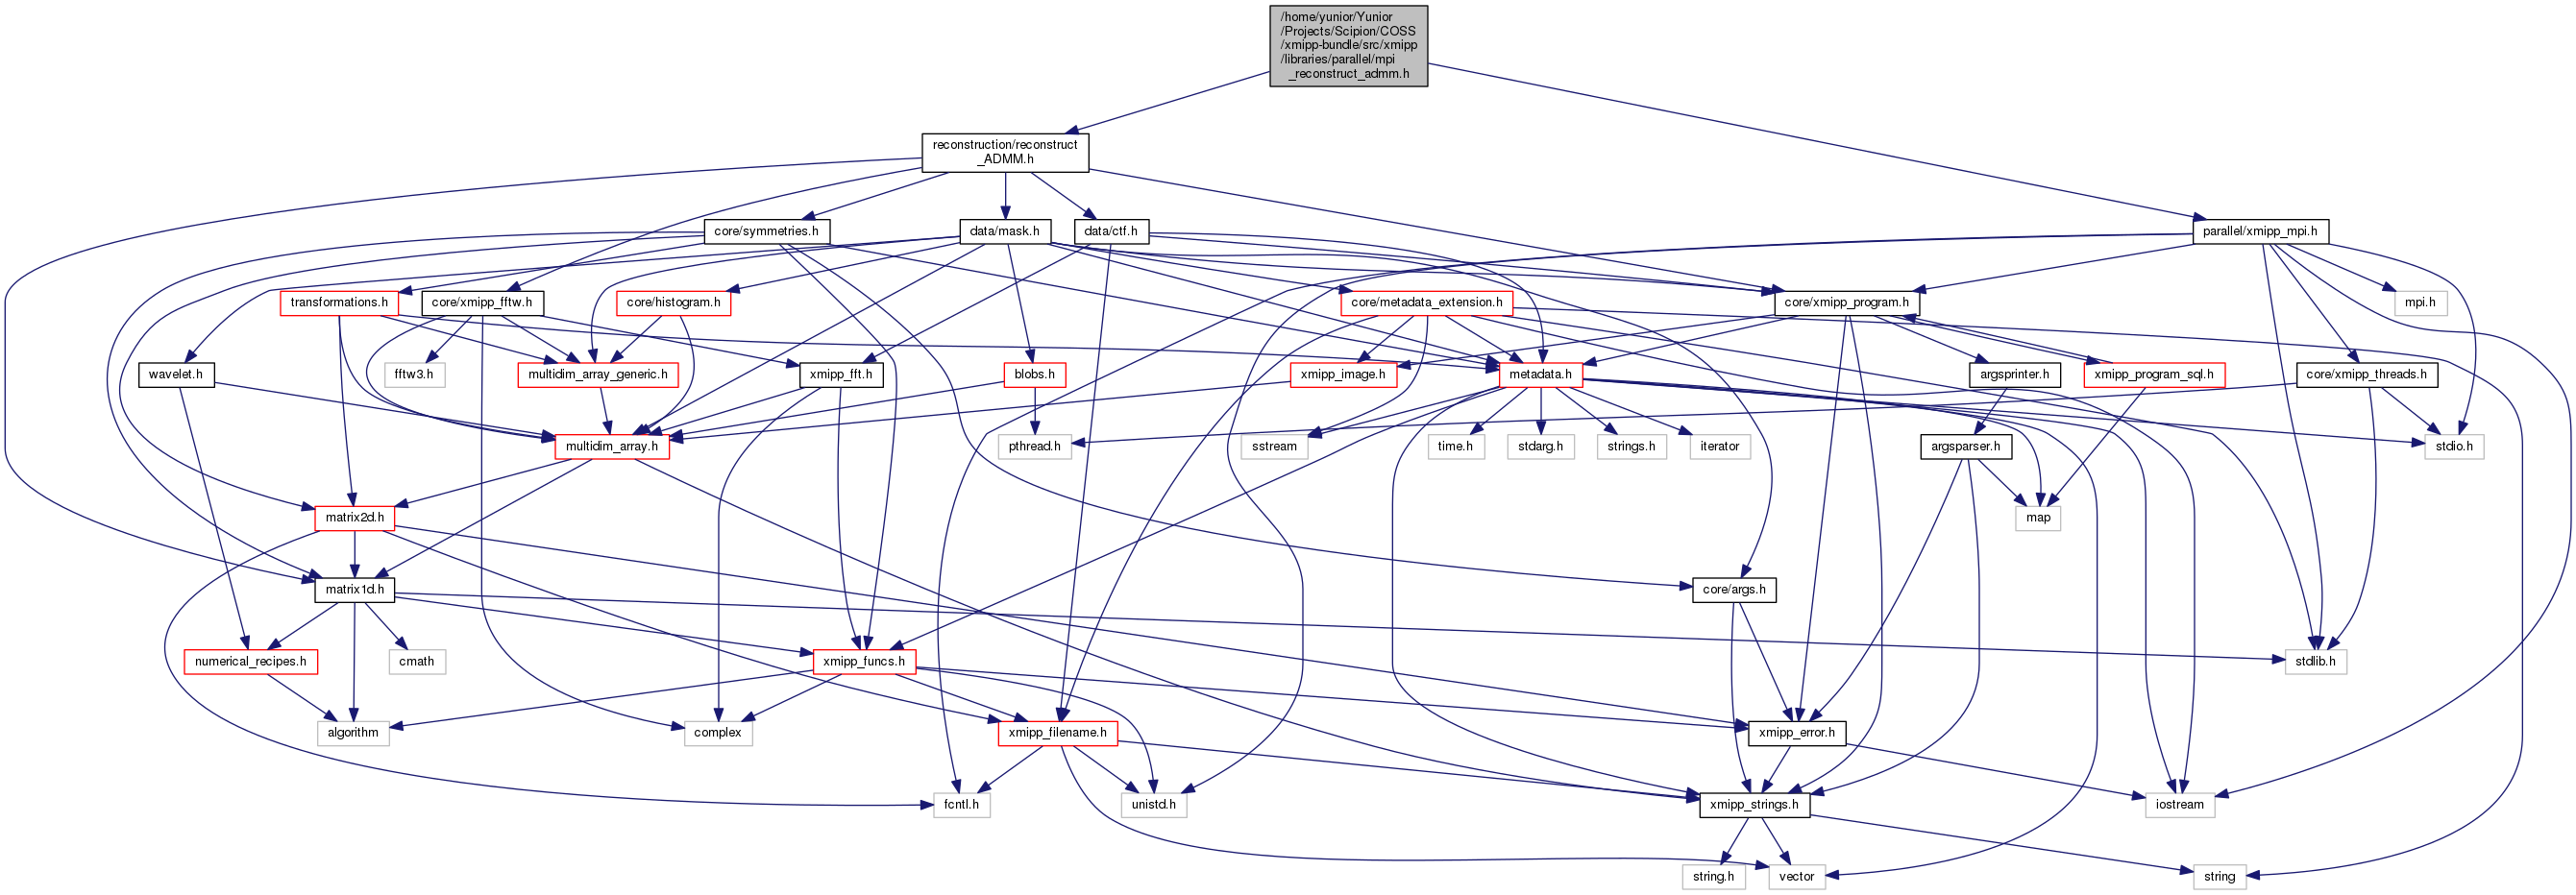 /home/yunior/Yunior
/Projects/Scipion/COSS
/xmipp-bundle/src/xmipp
/libraries/parallel/mpi
_reconstruct_admm.h
reconstruction/reconstruct
_ADMM.h
core/symmetries.h
data/mask.h
data/ctf.h
parallel/xmipp_mpi.h
transformations.h
core/xmipp_fftw.h
core/histogram.h
core/metadata_extension.h
core/xmipp_program.h
mpi.h
wavelet.h
fftw3.h
multidim_array_generic.h
xmipp_fft.h
blobs.h
xmipp_image.h
metadata.h
argsprinter.h
xmipp_program_sql.h
core/xmipp_threads.h
multidim_array.h
pthread.h
sstream
time.h
stdarg.h
strings.h
iterator
argsparser.h
stdio.h
matrix2d.h
map
matrix1d.h
core/args.h
numerical_recipes.h
cmath
xmipp_funcs.h
stdlib.h
algorithm
complex
xmipp_filename.h
xmipp_error.h
fcntl.h
unistd.h
xmipp_strings.h
iostream
string.h
vector
string